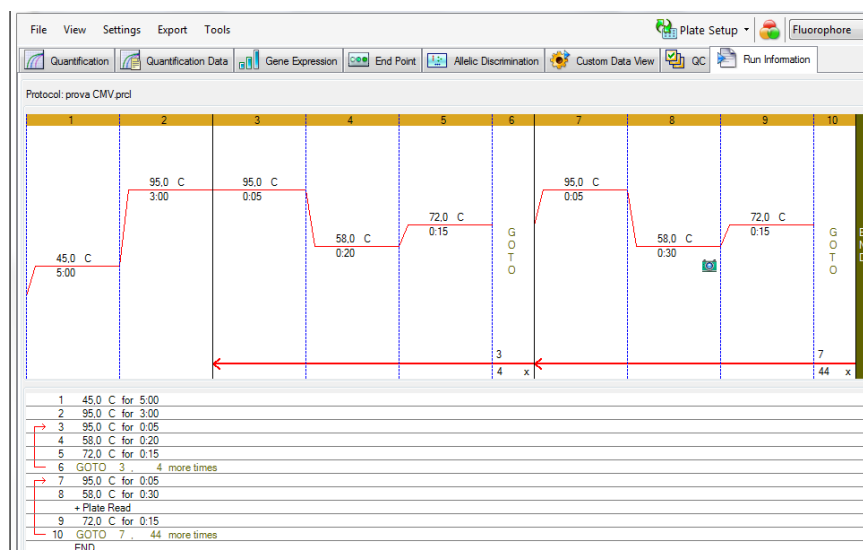 File View Settings Export Tools Plate Setup Fluorophore
Quantification Quantification Data Gene Expression End Point Allelic Discrimination Custom Data View QC Run Information
Protocol: prova CMV.prcl
1 2 3 4 5 6 7 8 9 10
95,0 C 95,0 C 95,0 C
3:00 0:05 0:05
72,0 C 72,0 C
0:15 0:15
58,0 C 58,0 C
0:20 0:30
45,0 C
5:00
GOTO GOTO END
3 7
4 x 44 x
1 45,0 C for 5:00
2 95,0 C for 3:00
3 95,0 C for 0:05
4 58,0 C for 0:20
5 72,0 C for 0:15
6 GOTO 3 , 4 more times
7 95,0 C for 0:05
8 58,0 C for 0:30
+ Plate Read
9 72,0 C for 0:15
10 GOTO 7 , 44 more times
END